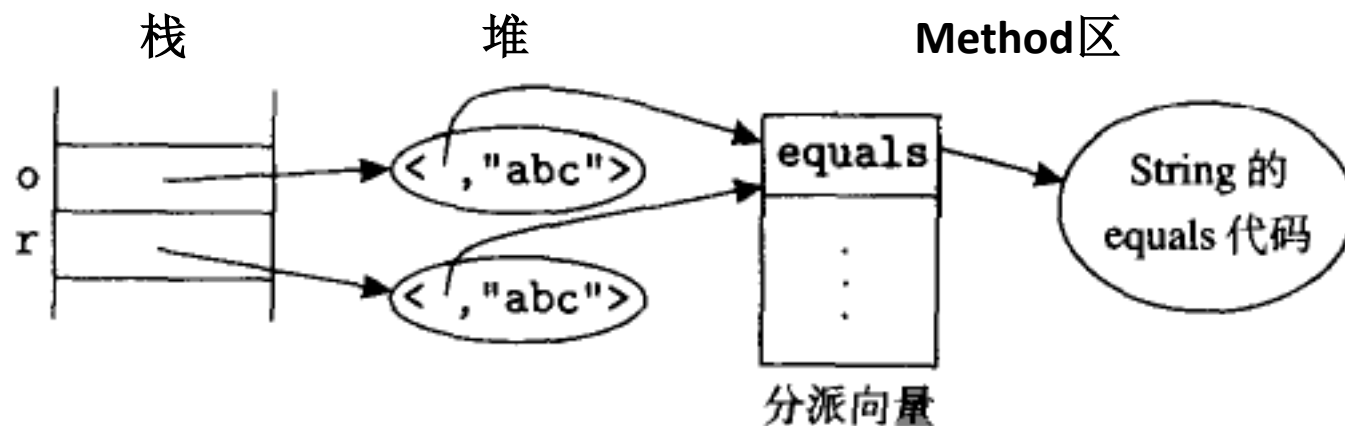 栈 堆 Method区
o < ,"abc"> equals String 的
equals 代码
r < ,"abc">
分派向量